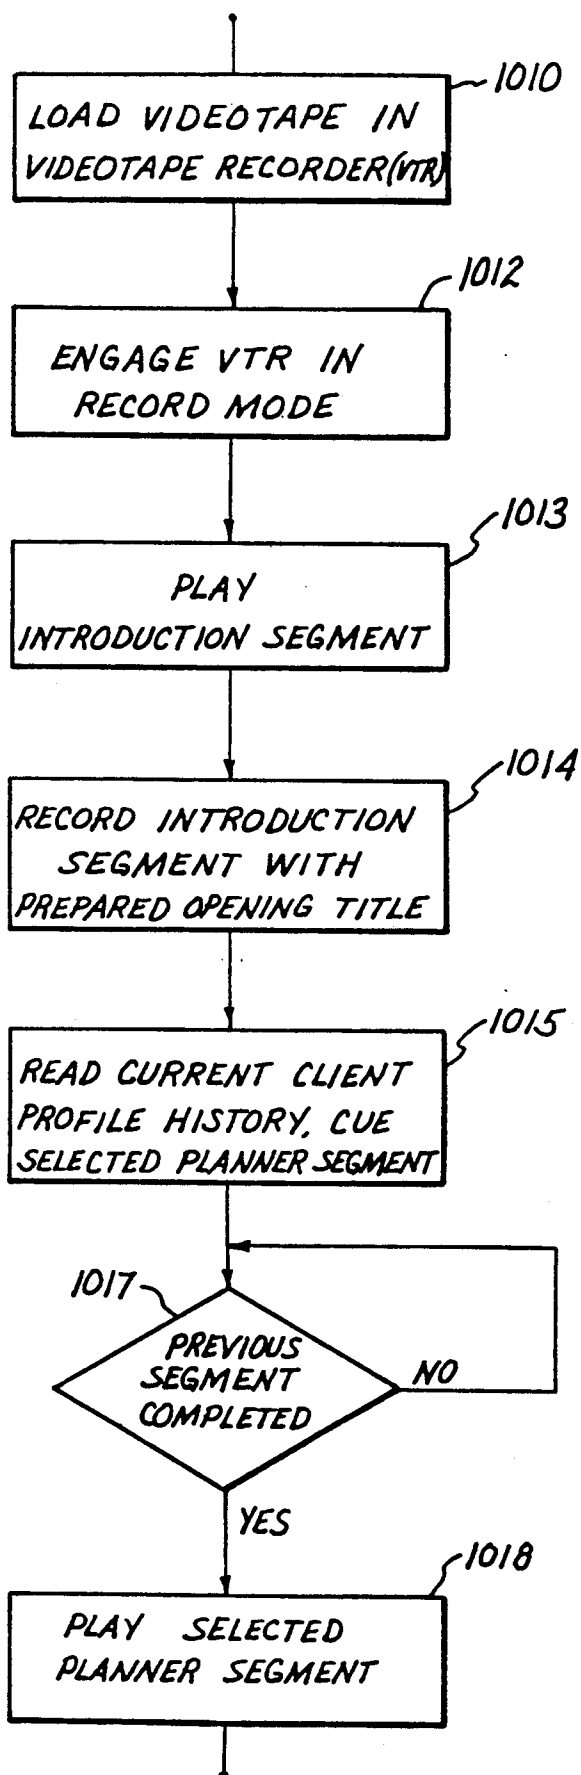 1010
LOAD VIDEOTAPE IN
VIDEOTAPE RECORDER(VTR)
1012
ENGAGE VTR IN
RECORD MODE
1013
PLAY
INTRODUCTION SEGMENT
1014
RECORD INTRODUCTION
SEGMENT WITH
PREPARED OPENING TITLE
1015
READ CURRENT CLIENT
PROFILE HISTORY, CUE
SELECTED PLANNER SEGMENT
1017
PREVIOUS
SEGMENT
COMPLETED
NO
YES
1018
PLAY SELECTED
PLANNER SEGMENT